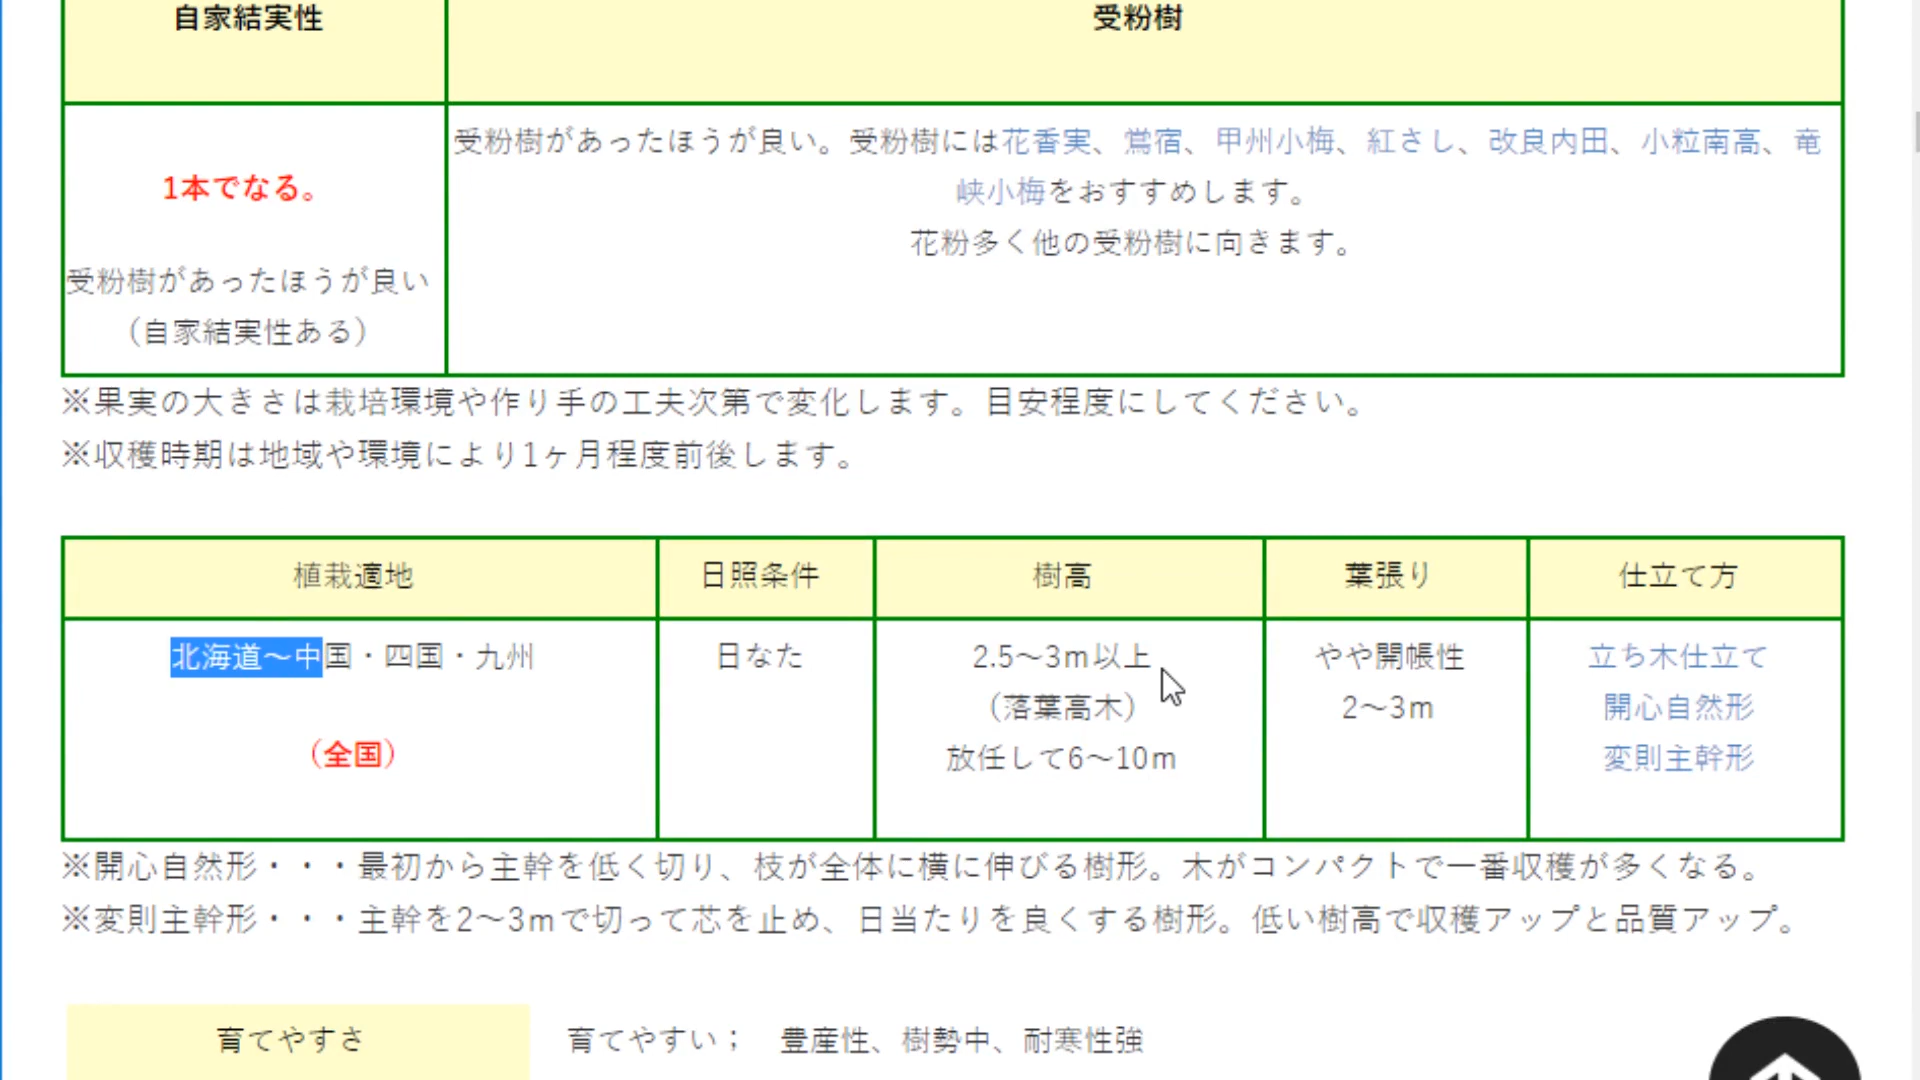 自家結実性
受粉樹
1本でなる。
受粉樹があったほうが良い
（自家結実性ある）
受粉樹があったほうが良い。受粉樹には花香実、鶯宿、甲州小梅、紅さし、改良内田、小粒南高、竜
峡小梅をおすすめします。
花粉多く他の受粉樹に向きます。
※果実の大きさは栽培環境や作り手の工夫次第で変化します。目安程度にしてください。
※収穫時期は地域や環境により1ヶ月程度前後します。
植栽適地
日照条件
樹高
葉張り
仕立て方
北海道～中国・四国・九州
（全国）
日なた
2.5～3m以上
（落葉高木）
放任して6～10m
やや開帳性
2～3m
立ち木仕立て
開心自然形
変則主幹形
※開心自然形・・・最初から主幹を低く切り、枝が全体に横に伸びる樹形。木がコンパクトで一番収穫が多くなる。
※変則主幹形・・・主幹を2～3mで切って芯を止め、日当たりを良くする樹形。低い樹高で収穫アップと品質アップ。
育てやすさ
育てやすい；　豊産性、樹勢中、耐寒性強